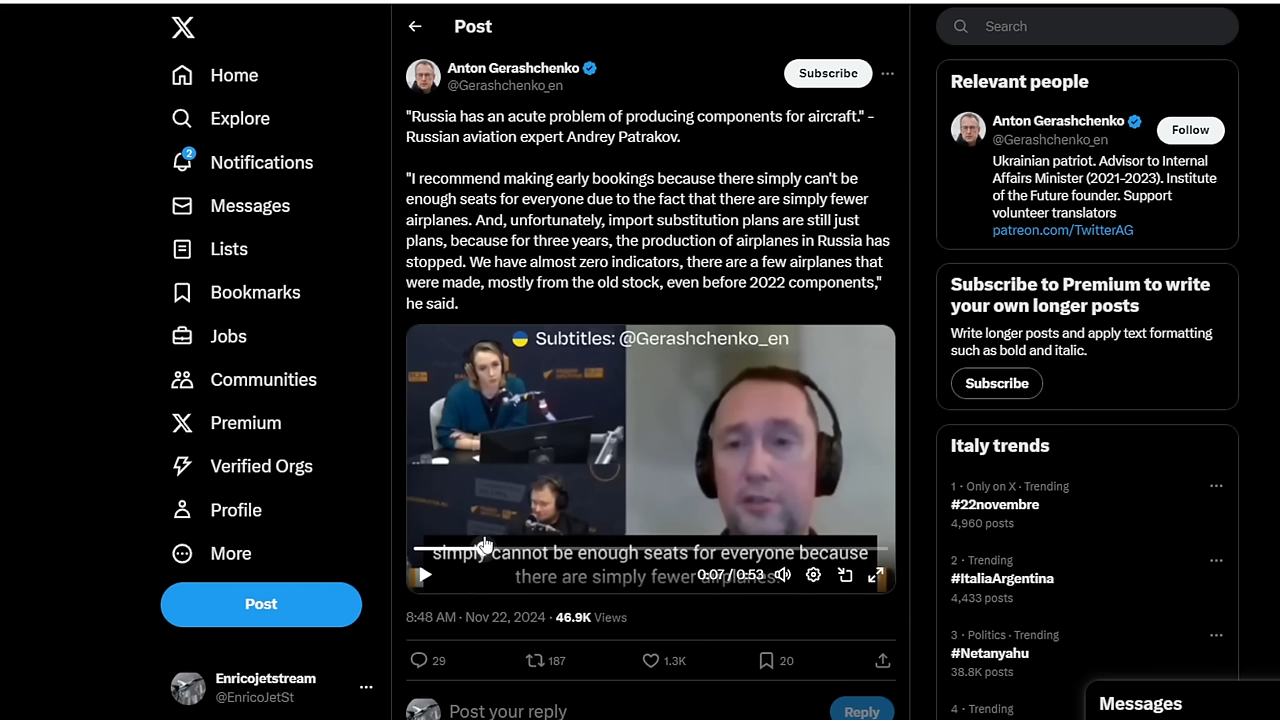 Home
Explore
2
Notifications
Messages
Lists
Bookmarks
Jobs
Communities
Premium
Verified Orgs
Profile
More
Post
Enricojetstream
@EnricoJetSt
Post
Anton Gerashchenko
@Gerashchenko_en
Subscribe
"Russia has an acute problem of producing components for aircraft." -
Russian aviation expert Andrey Patrakov.
"I recommend making early bookings because there simply can't be
enough seats for everyone due to the fact that there are simply fewer
airplanes. And, unfortunately, import substitution plans are still just
plans, because for three years, the production of airplanes in Russia has
stopped. We have almost zero indicators, there are a few airplanes that
were made, mostly from the old stock, even before 2022 components,"
he said.
Subtitles: @Gerashchenko_en
simply cannot be enough seats for everyone because
there are simply fewer airplanes.
0:07 / 0:53
8:48 AM · Nov 22, 2024 · 46.9K Views
29
187
1.3K
20
Post your reply
Reply
Search
Relevant people
Anton Gerashchenko
@Gerashchenko_en
Follow
Ukrainian patriot. Advisor to Internal
Affairs Minister (2021-2023). Institute
of the Future founder. Support
volunteer translators
patreon.com/TwitterAG
Subscribe to Premium to write
your own longer posts
Write longer posts and apply text formatting
such as bold and italic.
Subscribe
Italy trends
1 · Only on X · Trending
#22novembre
4,960 posts
2 · Trending
#ItaliaArgentina
4,433 posts
3 · Politics · Trending
#Netanyahu
38.8K posts
4 · Trending
Messages